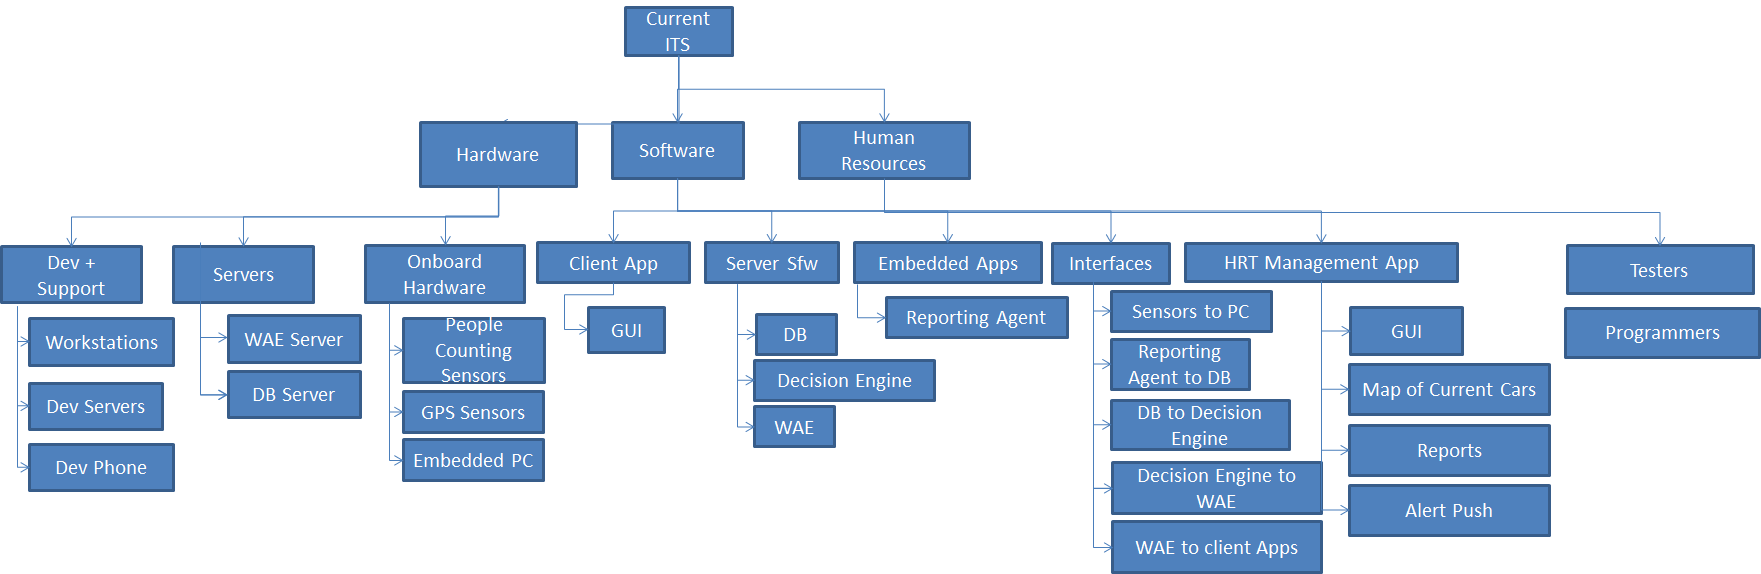 Current
ITS
Hardware
Software
Human
Resources
Dev +
Support
Servers
Onboard
Hardware
Client App
Server Sfw
Embedded Apps
Interfaces
HRT Management App
Testers
Workstations
Dev Servers
Dev Phone
WAE Server
DB Server
People
Counting
Sensors
GPS Sensors
Embedded PC
GUI
DB
Decision Engine
WAE
Reporting Agent
Sensors to PC
Reporting
Agent to DB
DB to Decision
Engine
Decision Engine to
WAE
WAE to client Apps
GUI
Map of Current Cars
Reports
Alert Push
Programmers